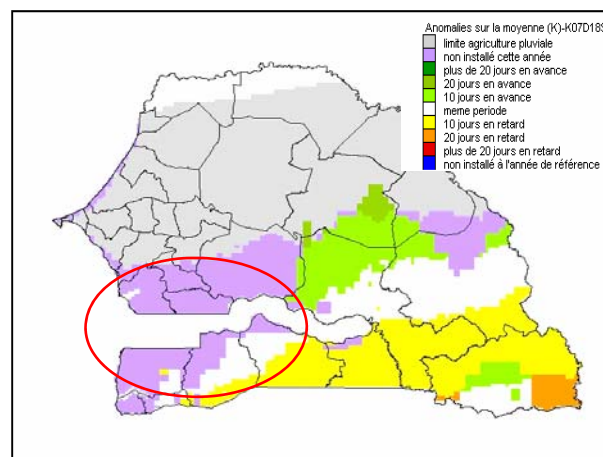 Anomalies sur la moyenne (K)-K07D18S
limite agriculture pluviale
non installé cette année
plus de 20 jours en avance
20 jours en avance
10 jours en avance
meme periode
10 jours en retard
20 jours en retard
plus de 20 jours en retard
non installé à l'année de référence